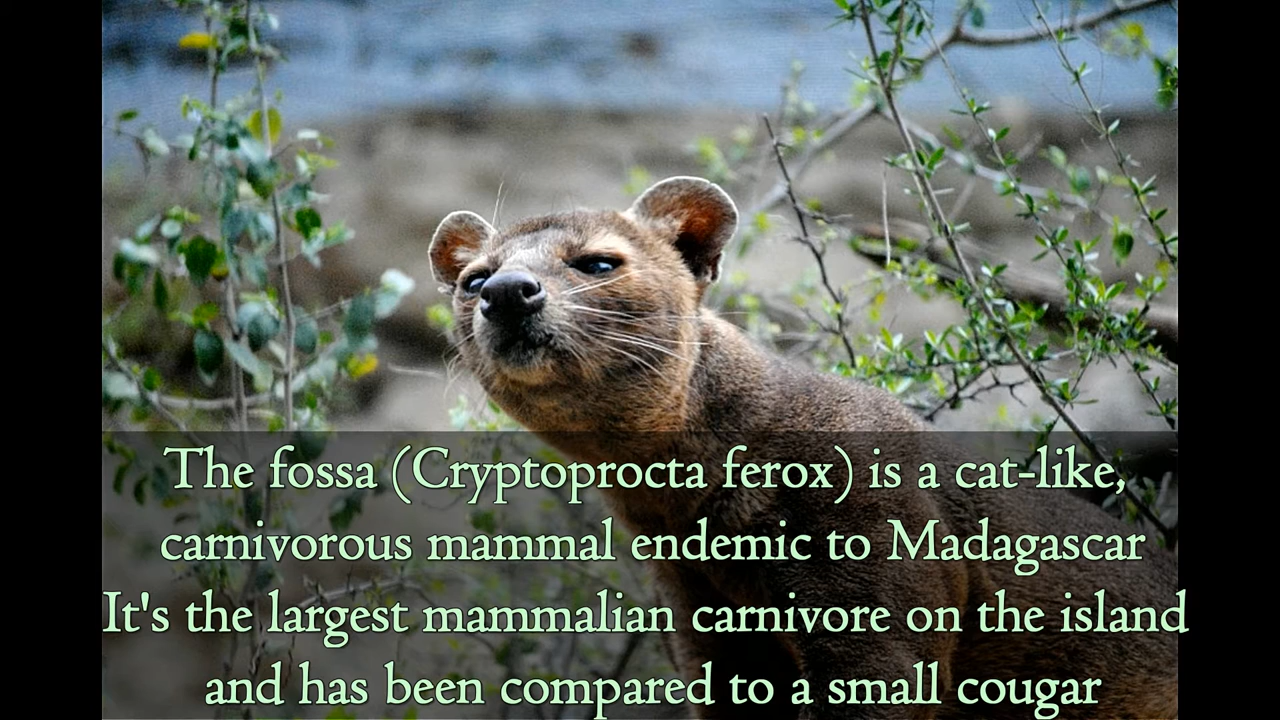 The fossa (Cryptoprocta ferox) is a cat-like,
carnivorous mammal endemic to Madagascar
It's the largest mammalian carnivore on the island
and has been compared to a small cougar